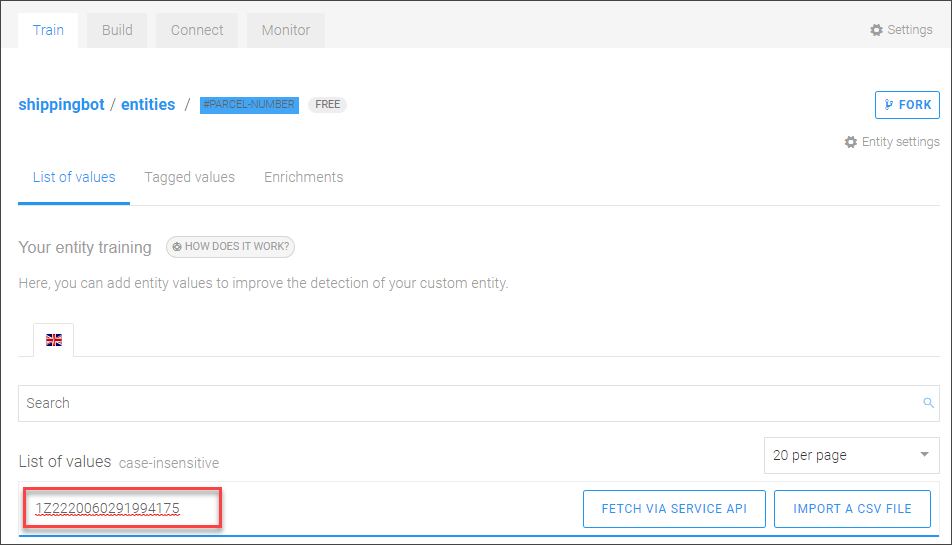 Train Build Connect Monitor Settings
shippingbot / entities / #PARCEL-NUMBER FREE FORK
Entity settings
List of values Tagged values Enrichments
Your entity training HOW DOES IT WORK?
Here, you can add entity values to improve the detection of your custom entity.
Search
List of values case-insensitive 20 per page
1Z2220060291994175 FETCH VIA SERVICE API IMPORT A CSV FILE